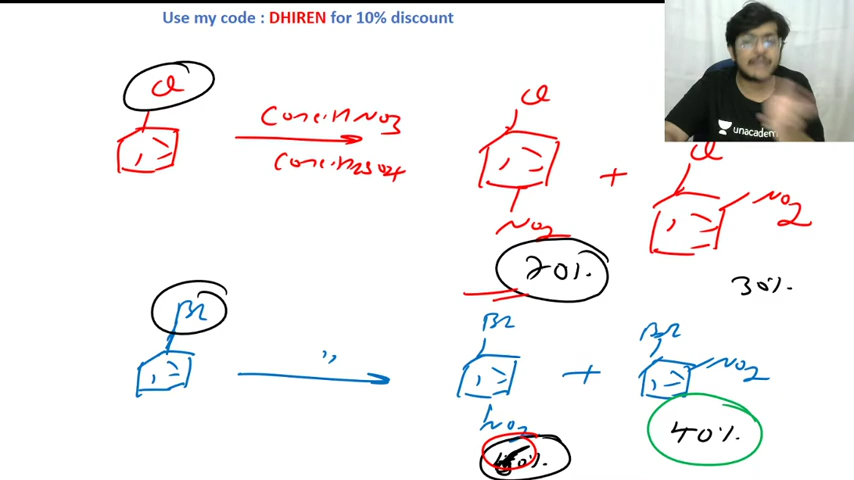 Use my code : DHIREN for 10% discount
Cl
Conc. HNO3
Conc. H2SO4
Cl
NO2
+
Cl
NO2
unacademy
20%.
30%.
Br
,,
Br
NO2
+
Br
NO2
40%.